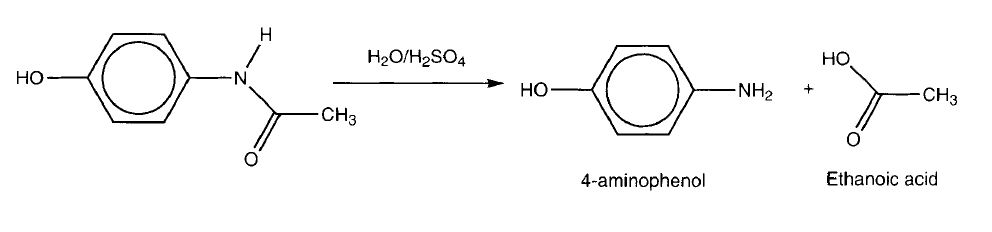 H
HO
N
CH₃
O
H₂O/H₂SO₄
HO
NH₂
+
HO
CH₃
O
4-aminophenol
Ethanoic acid